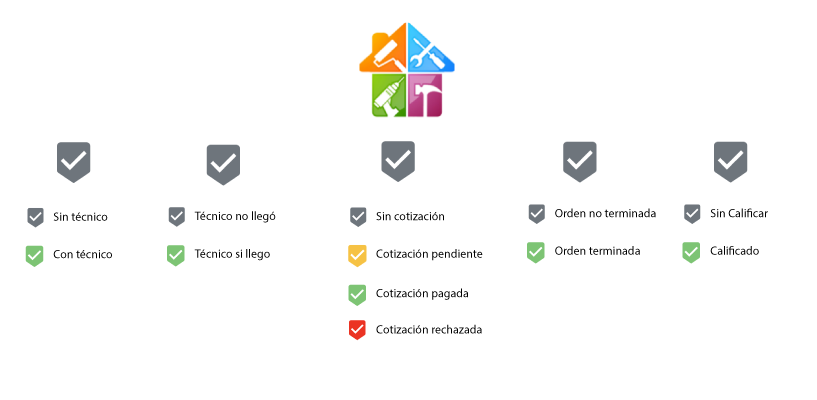 Sin técnico
Con técnico
Técnico no llegó
Técnico si llego
Sin cotización
Cotización pendiente
Cotización pagada
Cotización rechazada
Orden no terminada
Orden terminada
Sin Calificar
Calificado